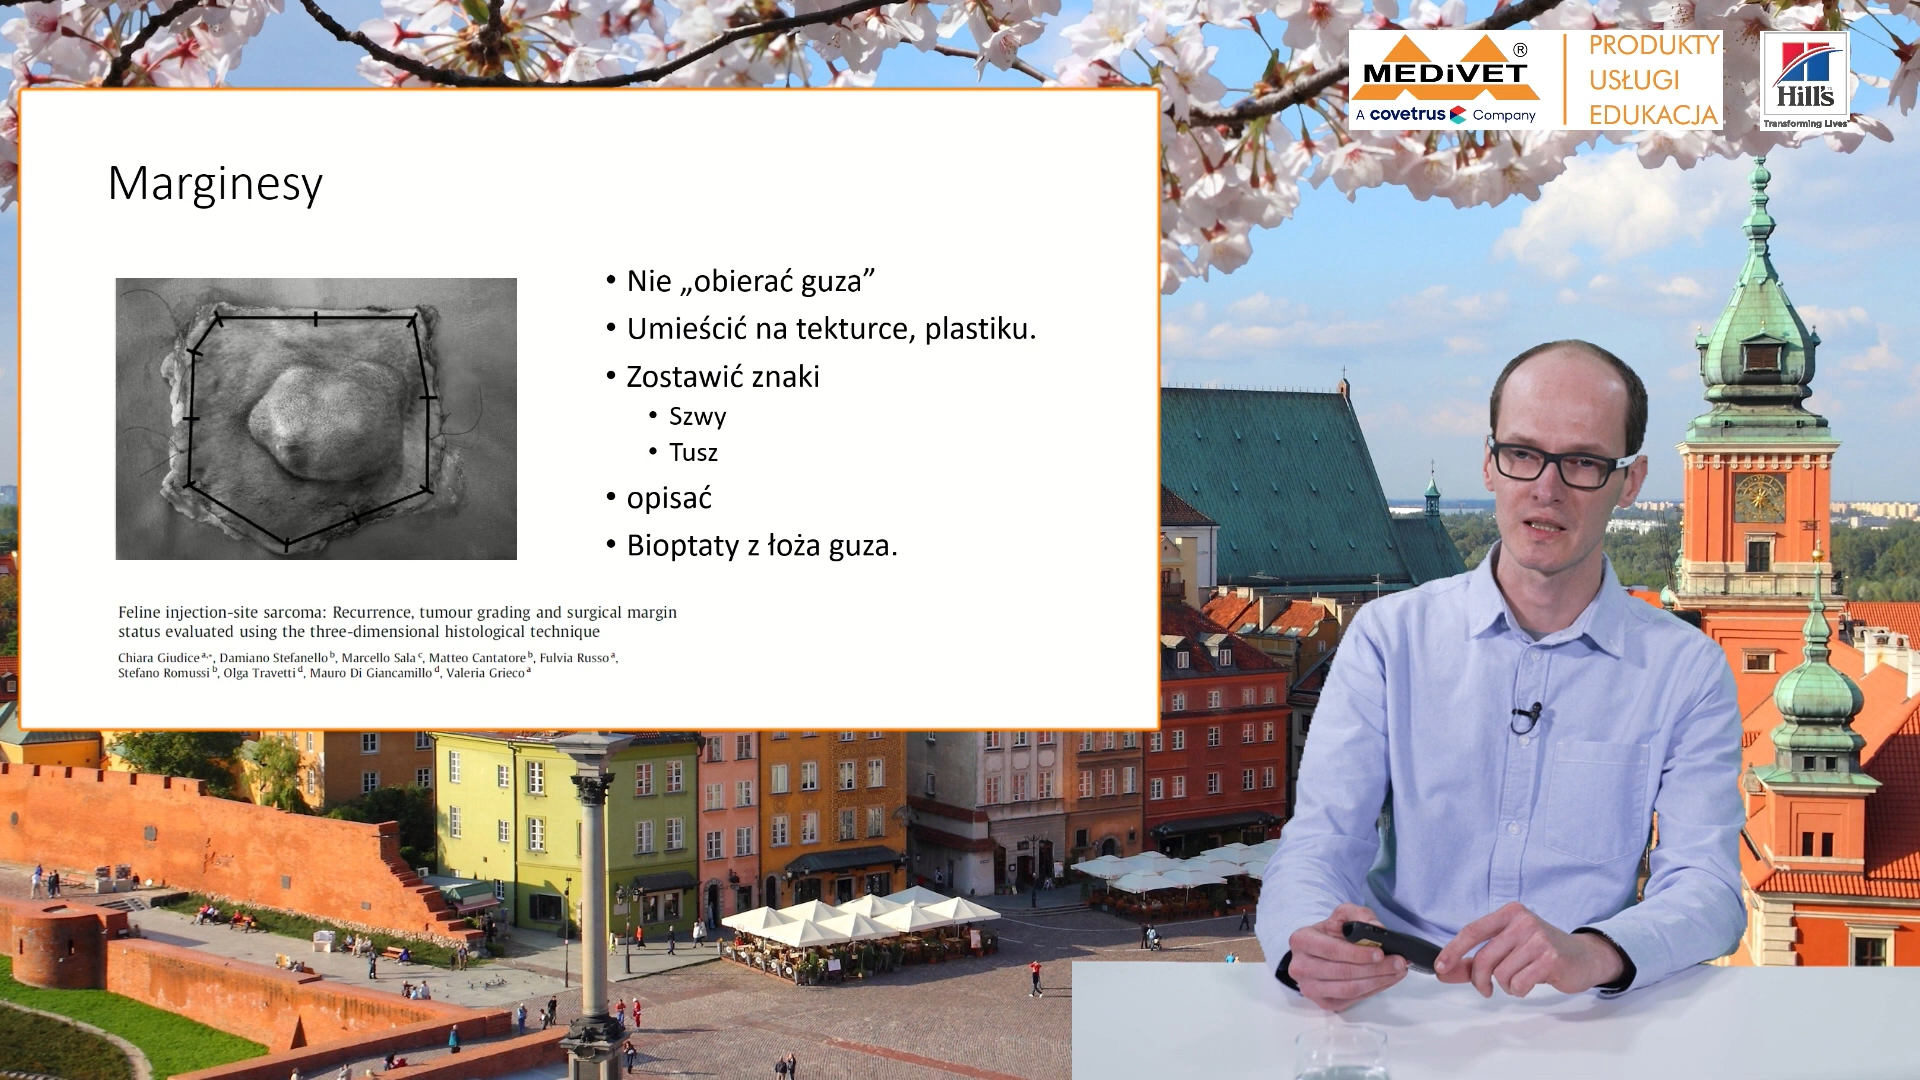 MEDiVET®
A covetrus Company
PRODUKTY
USŁUGI
EDUKACJA
Hill's
Transforming Lives
Marginesy
• Nie „obierać guza”
• Umieścić na tekturce, plastiku.
• Zostawić znaki
• Szwy
• Tusz
• opisać
• Bioptaty z łoża guza.
Feline injection-site sarcoma: Recurrence, tumour grading and surgical margin
status evaluated using the three-dimensional histological technique
Chiara Giudice a,*, Damiano Stefanello b, Marcello Sala c, Matteo Cantatore b, Fulvia Russo a,
Stefano Romussi b, Olga Travetti d, Mauro Di Giancamillo d, Valeria Grieco a